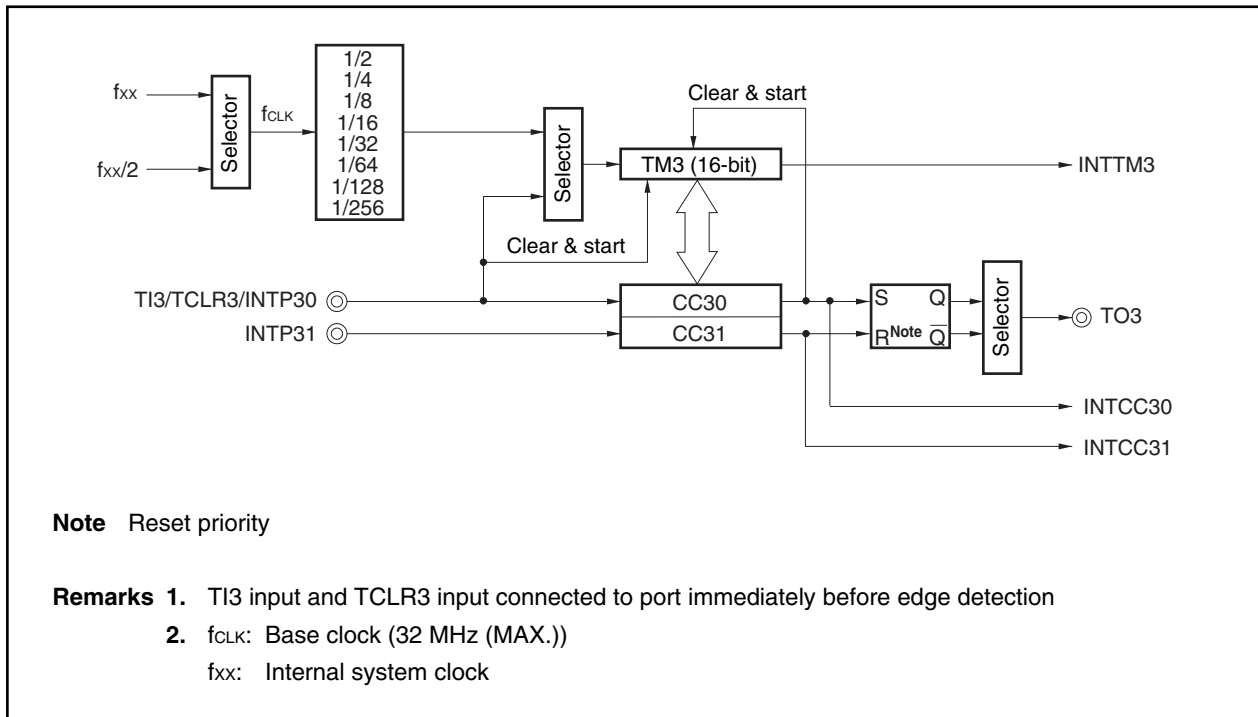 fxx
fxx/2
Selector
fCLK
1/2
1/4
1/8
1/16
1/32
1/64
1/128
1/256
Selector
Clear & start
TM3 (16-bit)
INTTM3
Clear & start
TI3/TCLR3/INTP30
INTP31
CC30
CC31
S Q
RNote Q̅
Selector
TO3
INTCC30
INTCC31
Note Reset priority
Remarks 1. TI3 input and TCLR3 input connected to port immediately before edge detection
2. fCLK: Base clock (32 MHz (MAX.))
fxx: Internal system clock